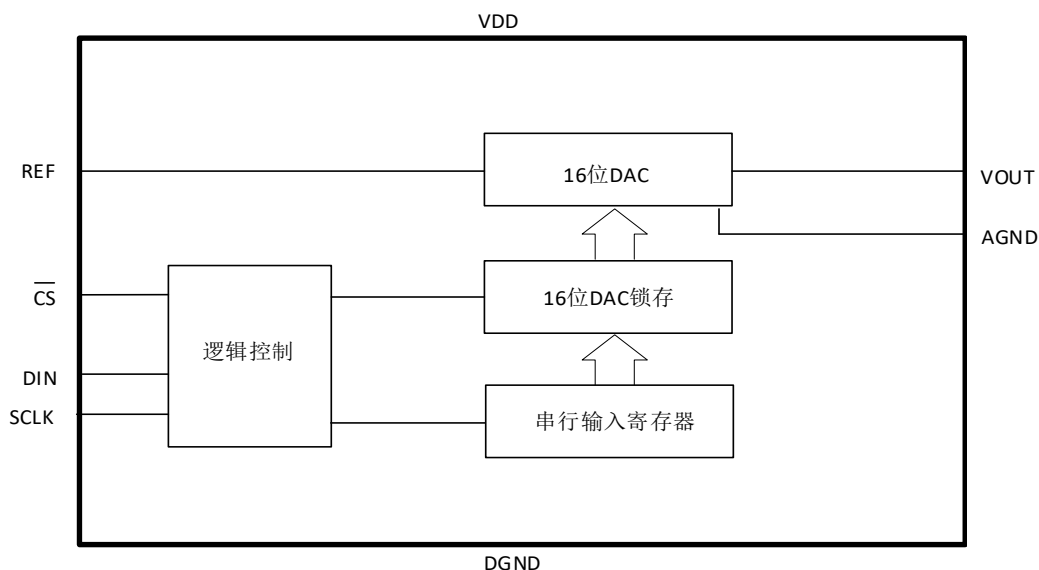 VDD
REF
16位DAC
VOUT
AGND
CS
16位DAC锁存
逻辑控制
DIN
SCLK
串行输入寄存器
DGND